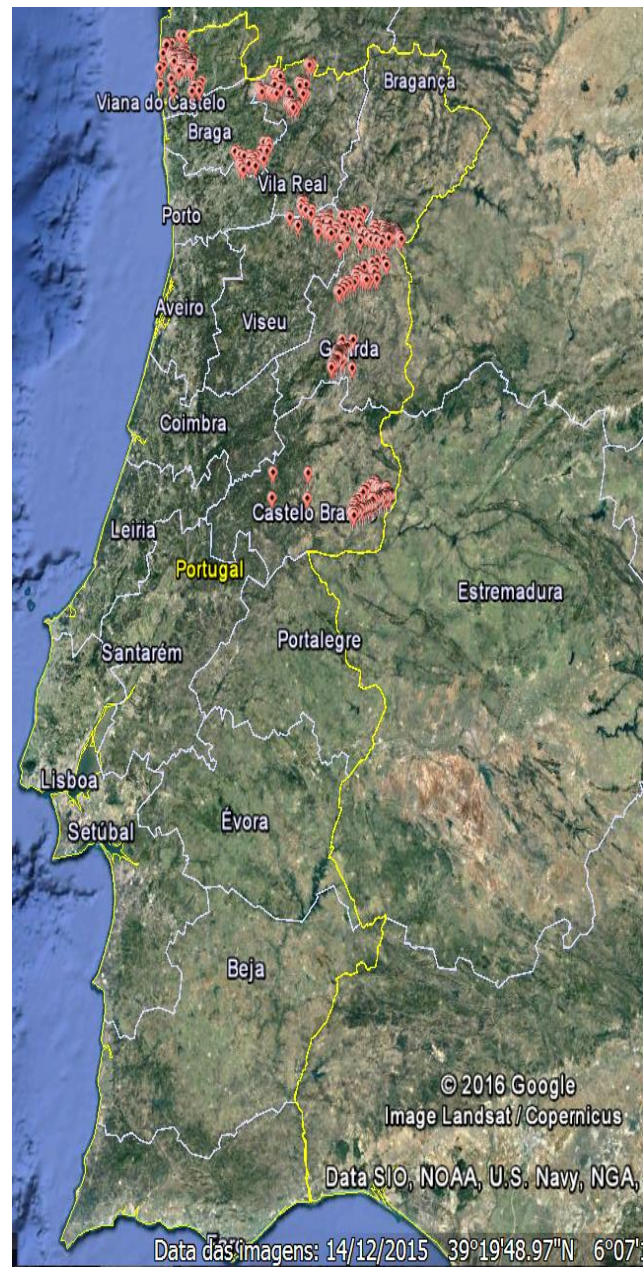 Bragança
Viana do Castelo
Braga
Vila Real
Porto
Aveiro
Viseu
Guarda
Coimbra
Castelo Bra
Leiria
Portugal
Estremadura
Santarém
Portalegre
Lisboa
Évora
Setúbal
Beja
© 2016 Google
Image Landsat / Copernicus
Data SIO, NOAA, U.S. Navy, NGA,
Data das imagens: 14/12/2015 39°19'48.97"N 6°07'